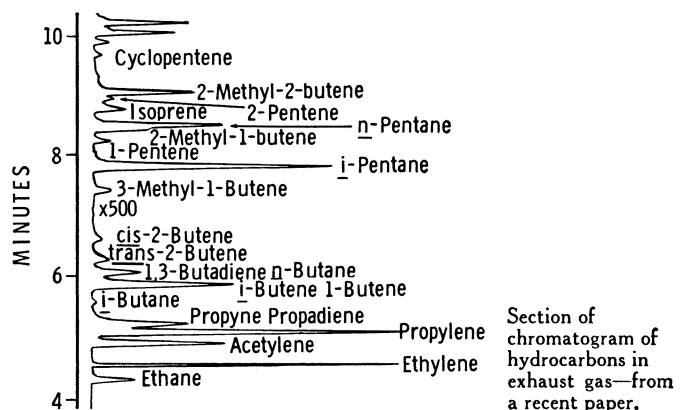 10
Cyclopentene
2-Methyl-2-butene
Isoprene
2-Pentene
n-Pentane
2-Methyl-1-butene
1-Pentene
8
i-Pentane
3-Methyl-1-Butene
x500
MINUTES
cis-2-Butene
trans-2-Butene
6
1,3-Butadiene n-Butane
i-Butene 1-Butene
i-Butane
Propyne Propadiene
Propylene
Acetylene
Ethylene
Ethane
4
Section of
chromatogram of
hydrocarbons in
exhaust gas—from
a recent paper.